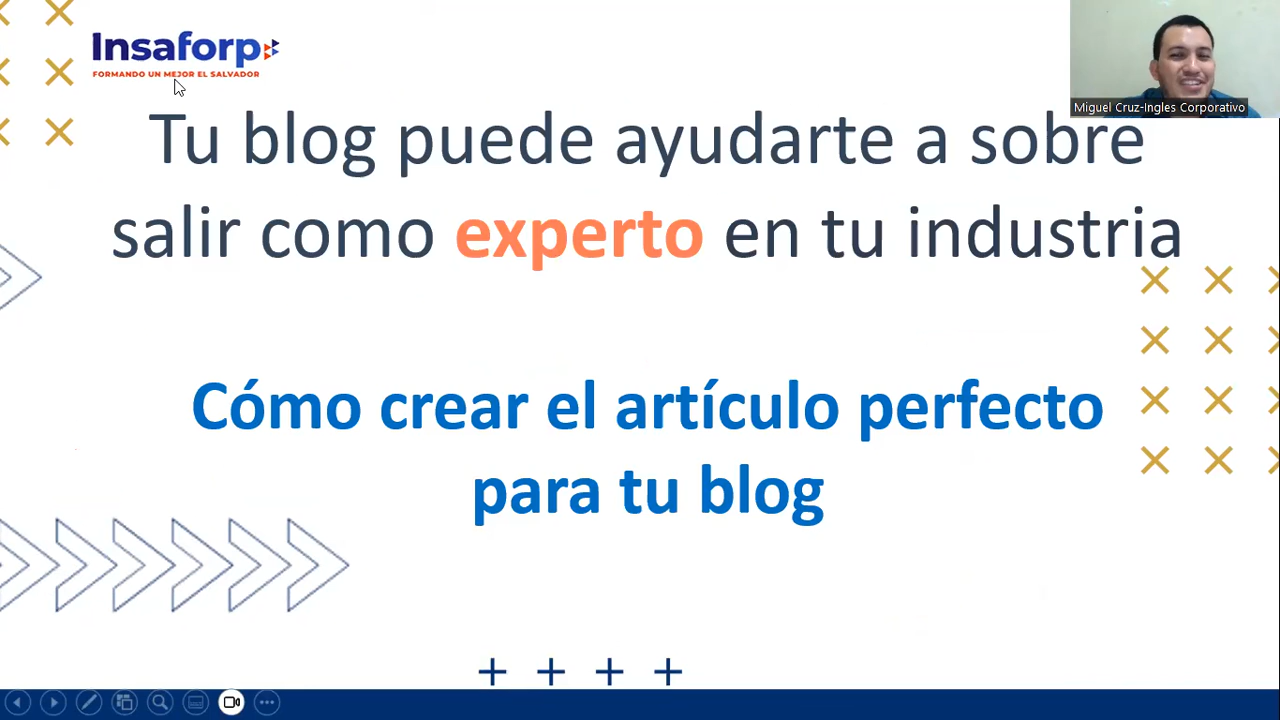 Insaforp
FORMANDO UN MEJOR EL SALVADOR
Miguel Cruz-Ingles Corporativo
Tu blog puede ayudarte a sobre
salir como experto en tu industria
Cómo crear el artículo perfecto
para tu blog